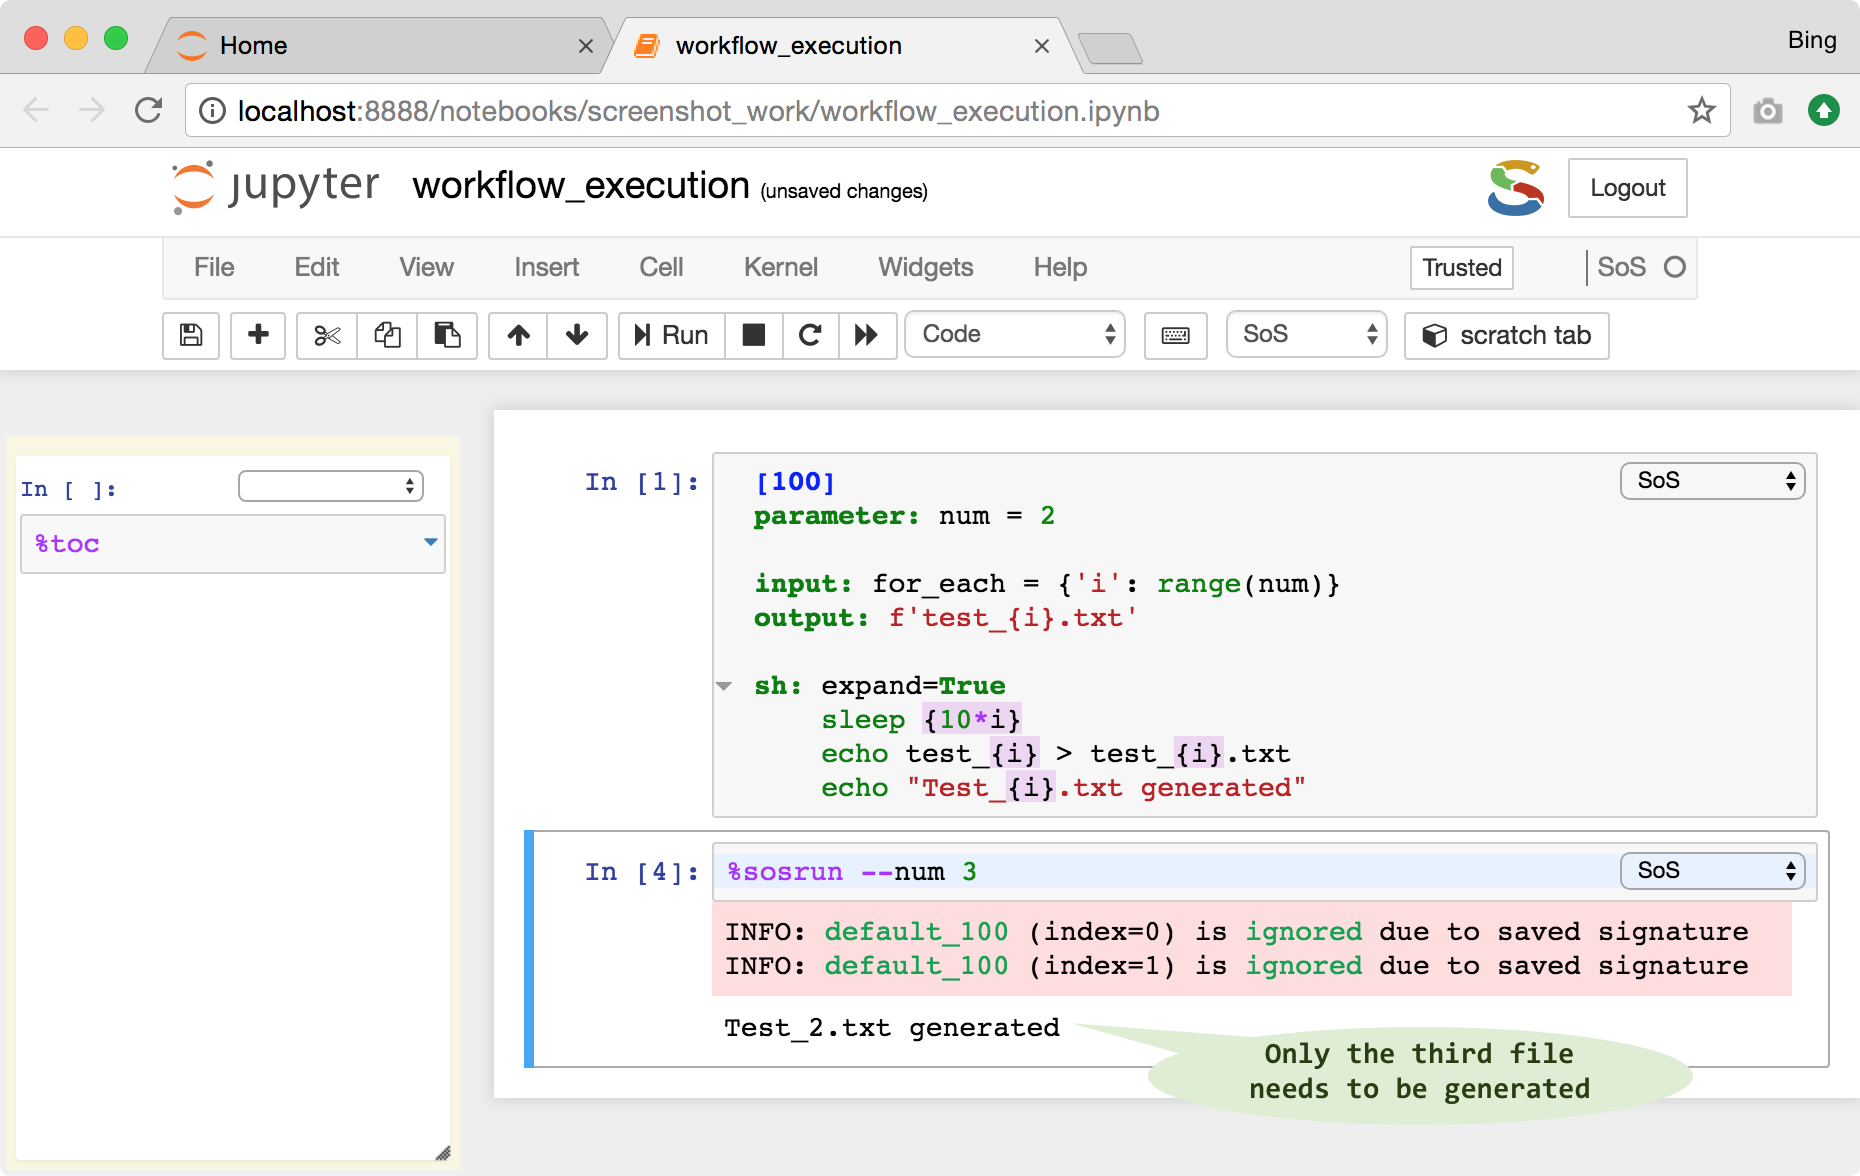 Home
workflow_execution
Bing
localhost:8888/notebooks/screenshot_work/workflow_execution.ipynb
jupyter workflow_execution (unsaved changes)
Logout
File Edit View Insert Cell Kernel Widgets Help Trusted SoS
Run Code SoS scratch tab
In [ ]:
%toc
In [1]: [100] SoS
parameter: num = 2
input: for_each = {'i': range(num)}
output: f'test_{i}.txt'
sh: expand=True
sleep {10*i}
echo test_{i} > test_{i}.txt
echo "Test_{i}.txt generated"
In [4]: %sosrun --num 3 SoS
INFO: default_100 (index=0) is ignored due to saved signature
INFO: default_100 (index=1) is ignored due to saved signature
Test_2.txt generated
Only the third file
needs to be generated